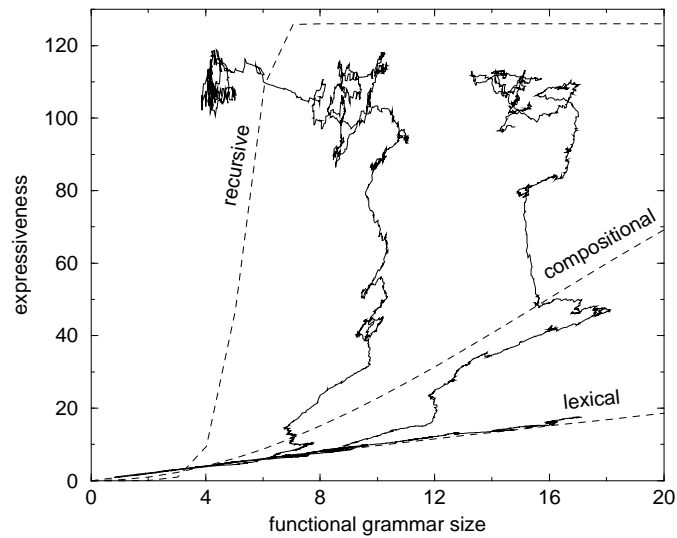 120
100
80
60
40
20
0
expressiveness
recursive
compositional
lexical
0 4 8 12 16 20
functional grammar size